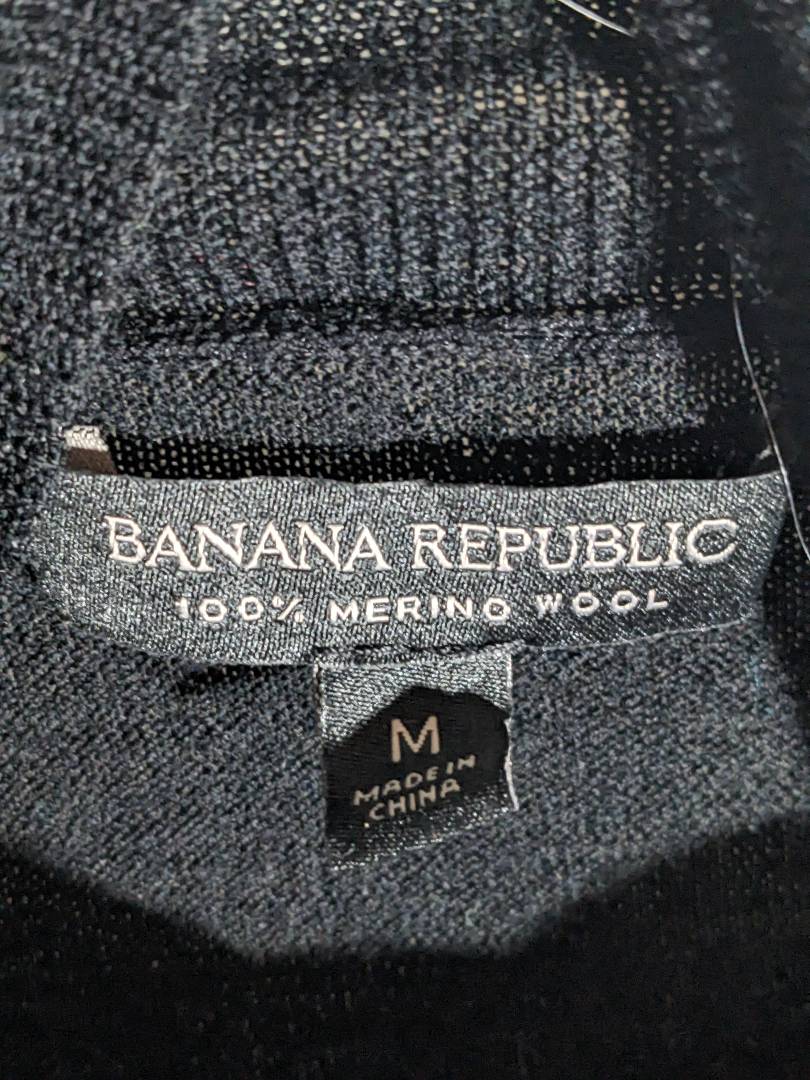 BANANA REPUBLIC
100% MERINO WOOL
M
MADE IN
CHINA